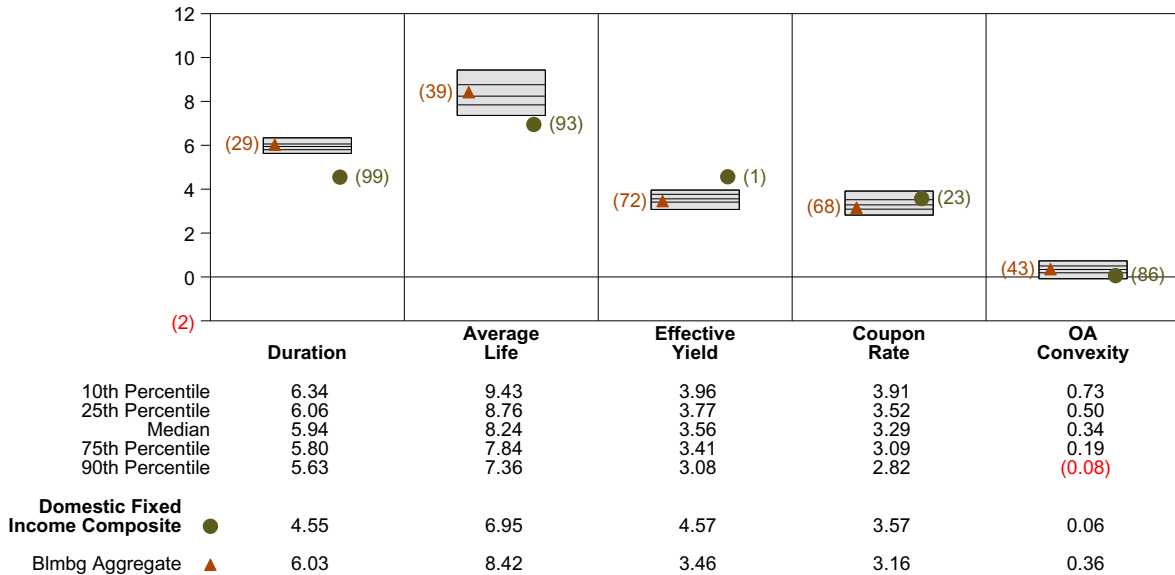 12
10
8
6
4
2
0
(2)
(29)
(99)
(39)
(93)
(72)
(1)
(68)
(23)
(43)
(86)
Duration
Average
Life
Effective
Yield
Coupon
Rate
OA
Convexity
10th Percentile 6.34 9.43 3.96 3.91 0.73
25th Percentile 6.06 8.76 3.77 3.52 0.50
Median 5.94 8.24 3.56 3.29 0.34
75th Percentile 5.80 7.84 3.41 3.09 0.19
90th Percentile 5.63 7.36 3.08 2.82 (0.08)
Domestic Fixed
Income Composite 4.55 6.95 4.57 3.57 0.06
Blmbg Aggregate 6.03 8.42 3.46 3.16 0.36